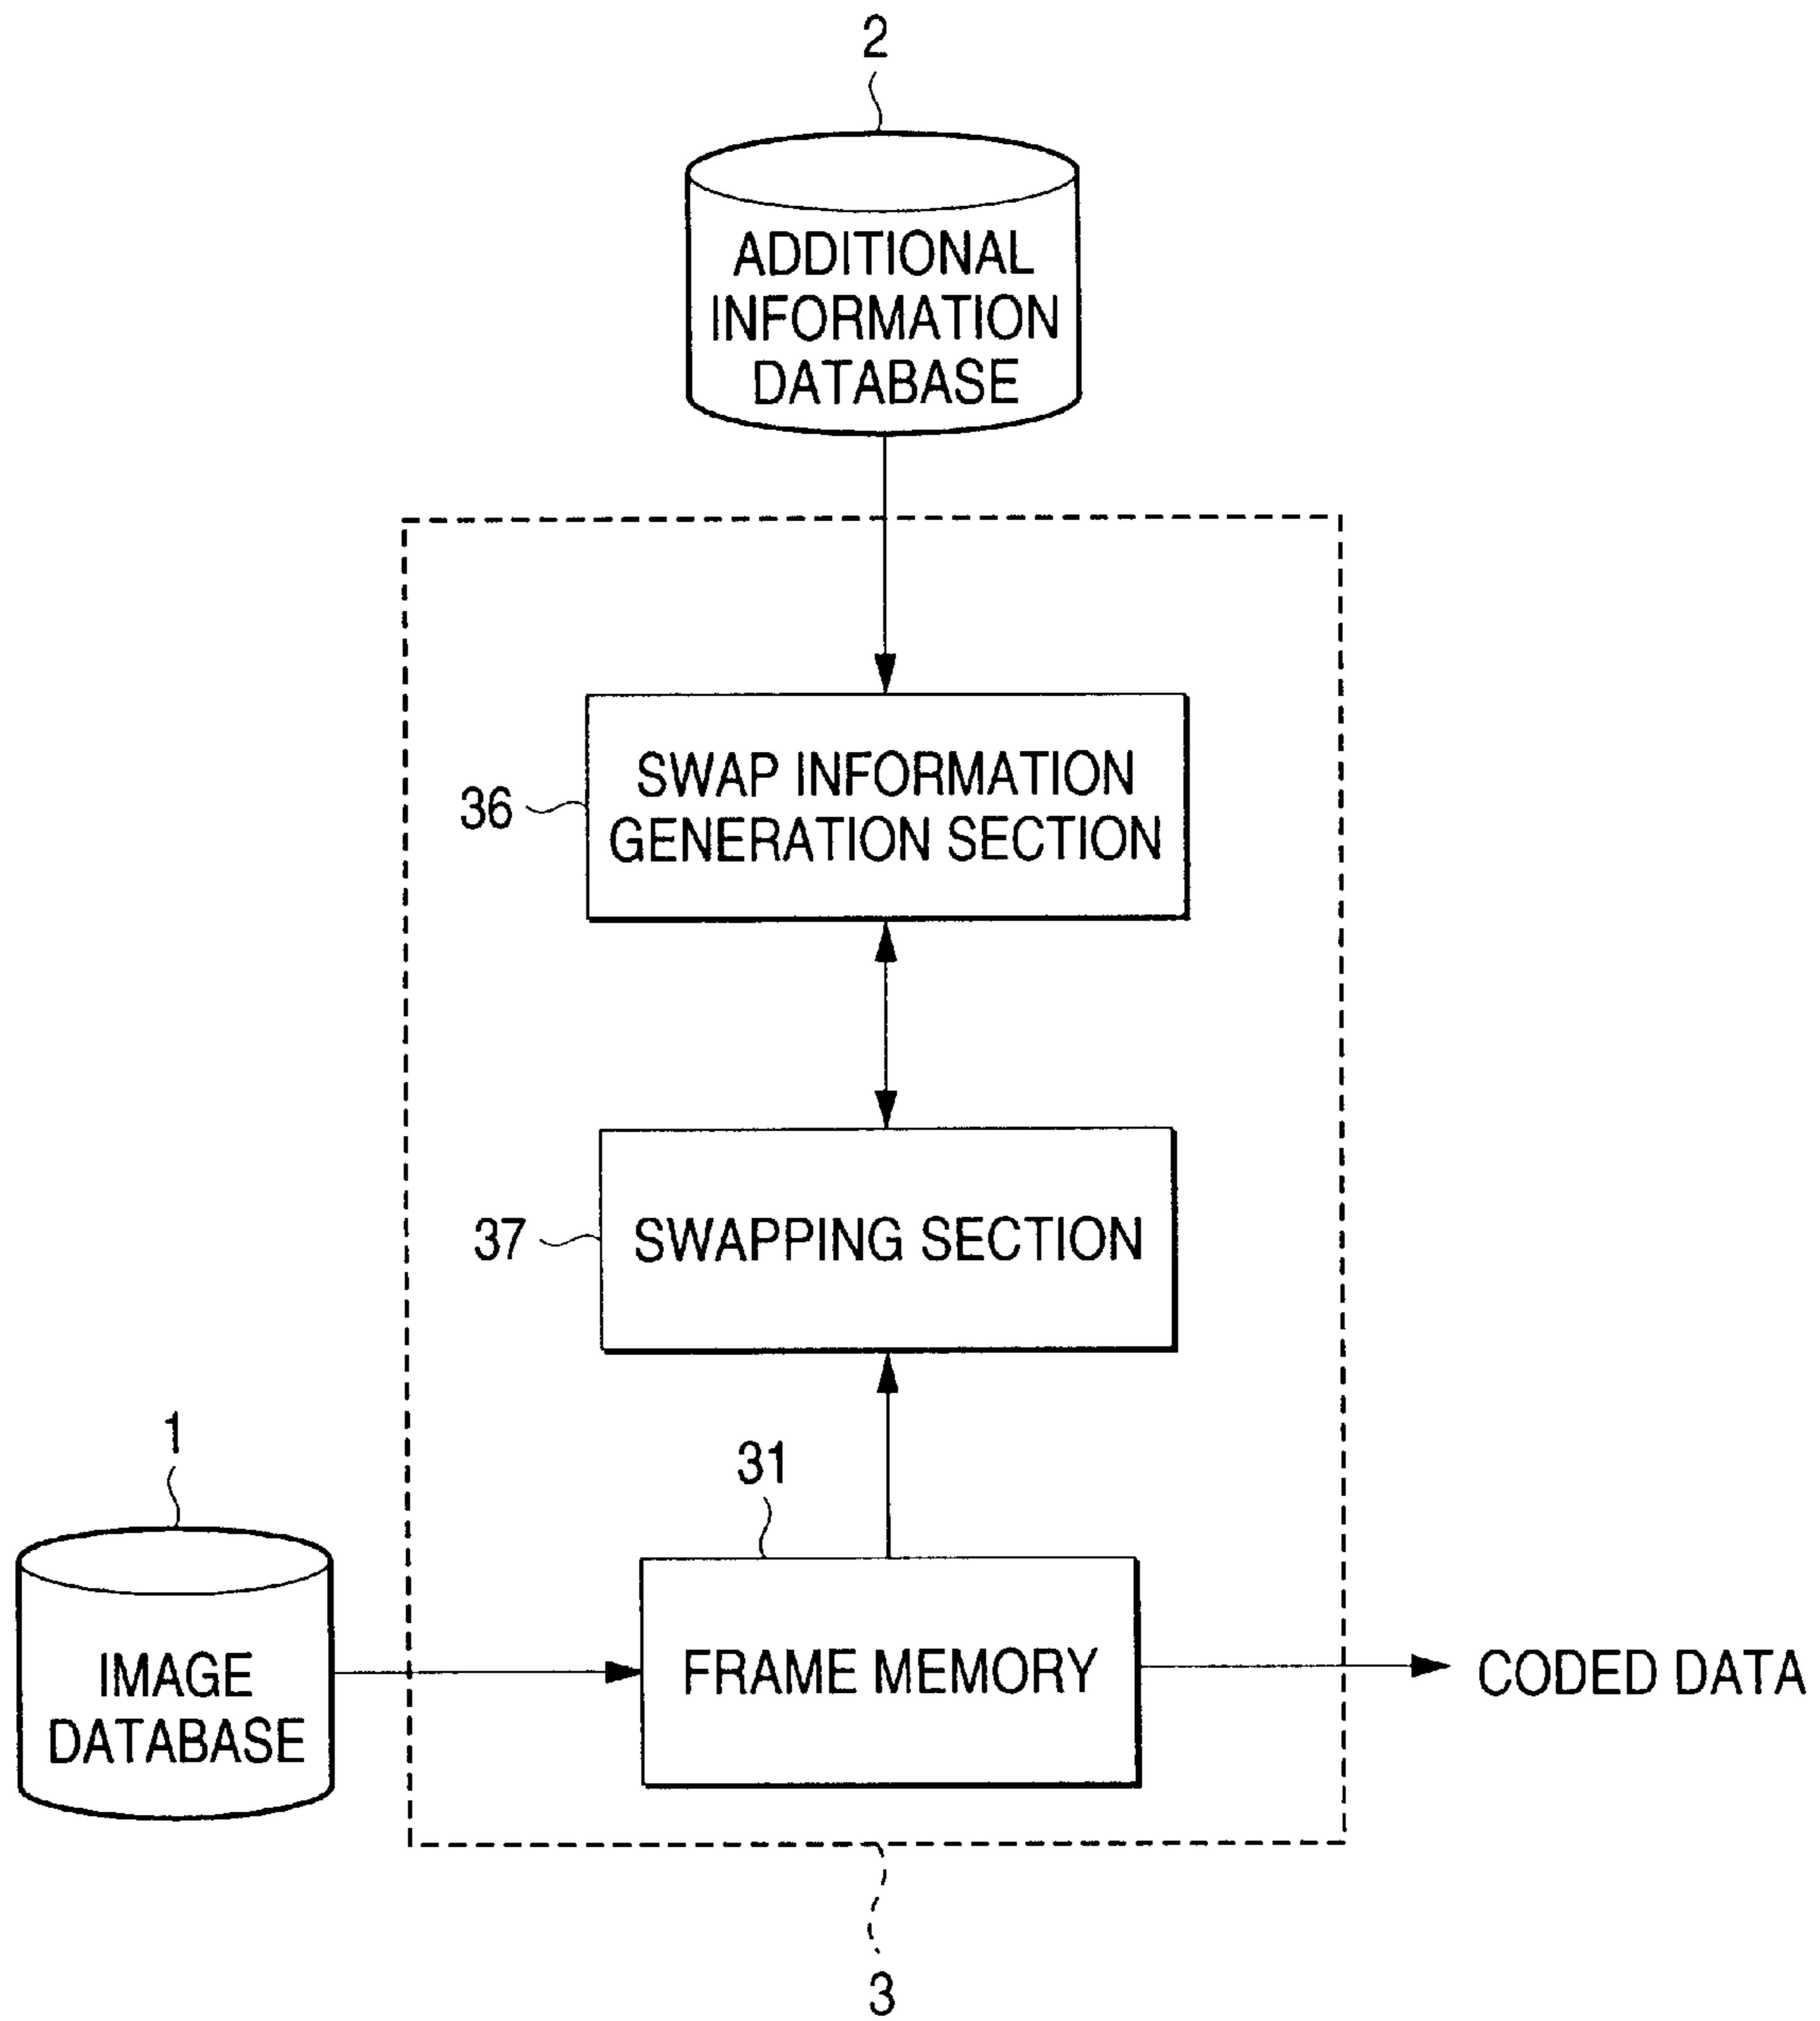 2
ADDITIONAL
INFORMATION
DATABASE
36
SWAP INFORMATION
GENERATION SECTION
37
SWAPPING SECTION
1
31
IMAGE
DATABASE
FRAME MEMORY
CODED DATA
3